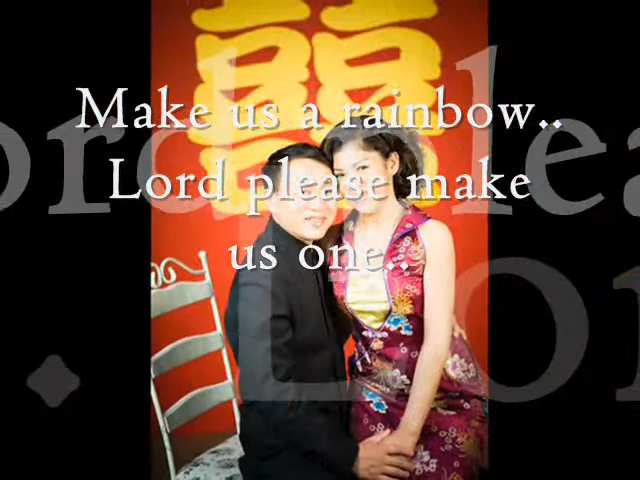 囍
Make us a rainbow..
Lord please make
us one..